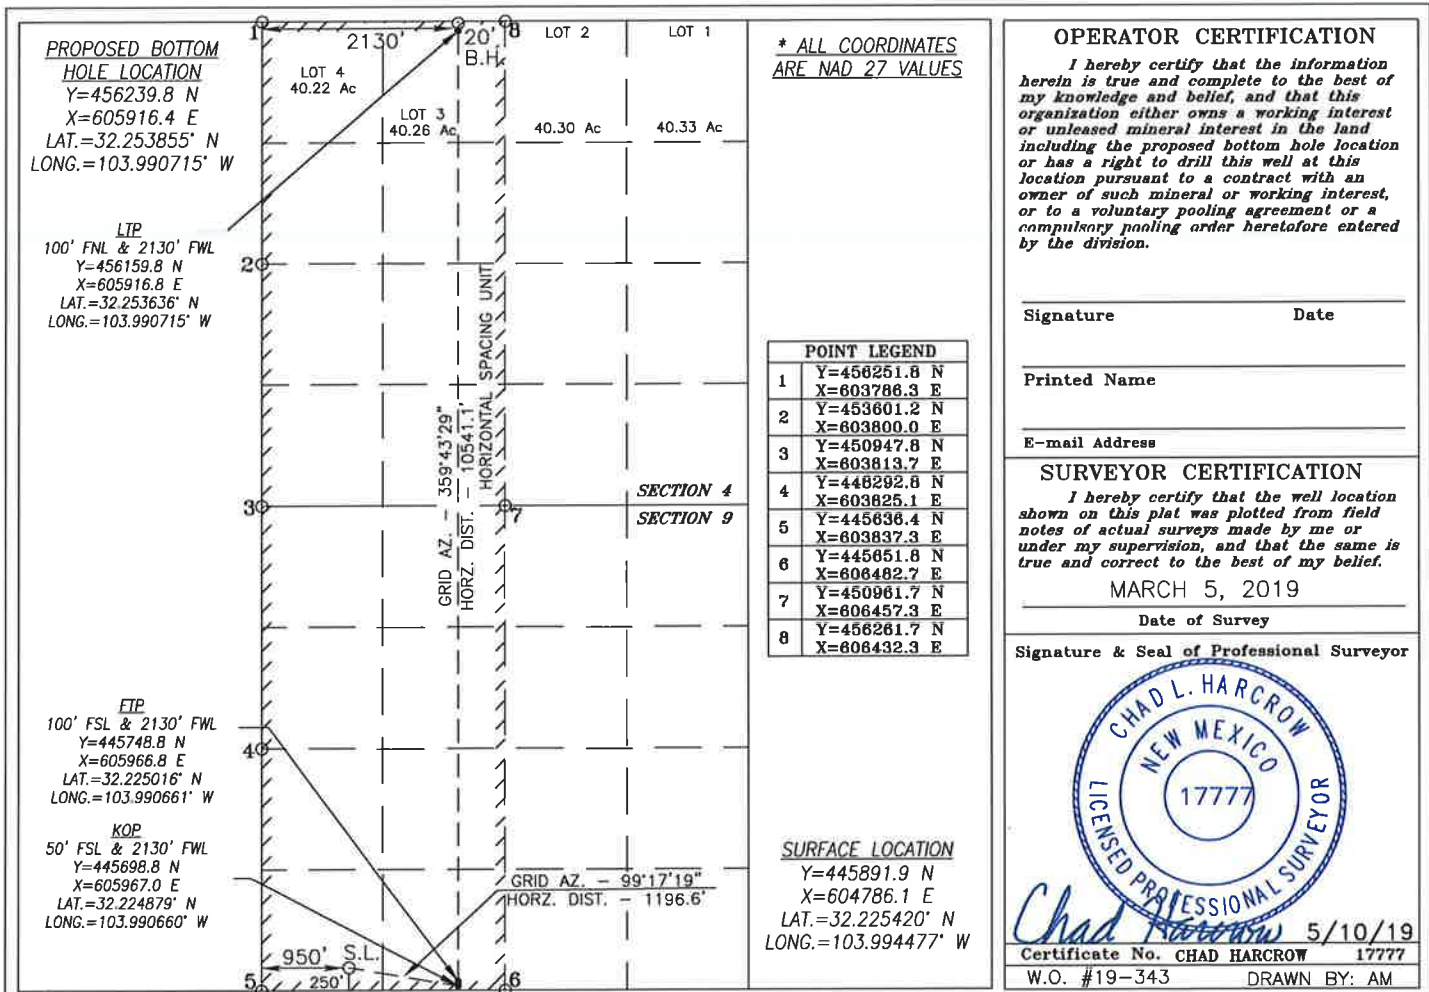 PROPOSED BOTTOM
HOLE LOCATION
Y=456239.8 N
X=605916.4 E
LAT.=32.253855° N
LONG.=103.990715° W
LTP
100' FNL & 2130' FWL
Y=456159.8 N
X=605916.8 E
LAT.=32.253636° N
LONG.=103.990715° W
FTP
100' FSL & 2130' FWL
Y=445748.8 N
X=605966.8 E
LAT.=32.225016° N
LONG.=103.990661° W
KOP
50' FSL & 2130' FWL
Y=445698.8 N
X=605967.0 E
LAT.=32.224879° N
LONG.=103.990660° W
1
2130'
20'
B.H.
8
LOT 4
40.22 Ac
LOT 3
40.26 Ac
LOT 2
40.30 Ac
LOT 1
40.33 Ac
2
3
4
5
6
7
GRID AZ. - 359°43'29"
HORZ. DIST. - 10541.1'
HORIZONTAL SPACING UNIT
SECTION 4
SECTION 9
GRID AZ. - 99°17'19"
HORZ. DIST. - 1196.6'
950'
S.L.
250'
* ALL COORDINATES
ARE NAD 27 VALUES
POINT LEGEND
1 Y=456251.8 N
X=603786.3 E
2 Y=453601.2 N
X=603800.0 E
3 Y=450947.8 N
X=603813.7 E
4 Y=448292.8 N
X=603825.1 E
5 Y=445636.4 N
X=603837.3 E
6 Y=445651.8 N
X=606482.7 E
7 Y=450961.7 N
X=606457.3 E
8 Y=456261.7 N
X=606432.3 E
SURFACE LOCATION
Y=445891.9 N
X=604786.1 E
LAT.=32.225420° N
LONG.=103.994477° W
OPERATOR CERTIFICATION
I hereby certify that the information
herein is true and complete to the best of
my knowledge and belief, and that this
organization either owns a working interest
or unleased mineral interest in the land
including the proposed bottom hole location
or has a right to drill this well at this
location pursuant to a contract with an
owner of such mineral or working interest,
or to a voluntary pooling agreement or a
compulsory pooling order heretofore entered
by the division.
Signature Date
Printed Name
E-mail Address
SURVEYOR CERTIFICATION
I hereby certify that the well location
shown on this plat was plotted from field
notes of actual surveys made by me or
under my supervision, and that the same is
true and correct to the best of my belief.
MARCH 5, 2019
Date of Survey
Signature & Seal of Professional Surveyor
CHAD L. HARCROW
NEW MEXICO
17777
LICENSED PROFESSIONAL SURVEYOR
Chad Harcrow 5/10/19
Certificate No. CHAD HARCROW 17777
W.O. #19-343 DRAWN BY: AM